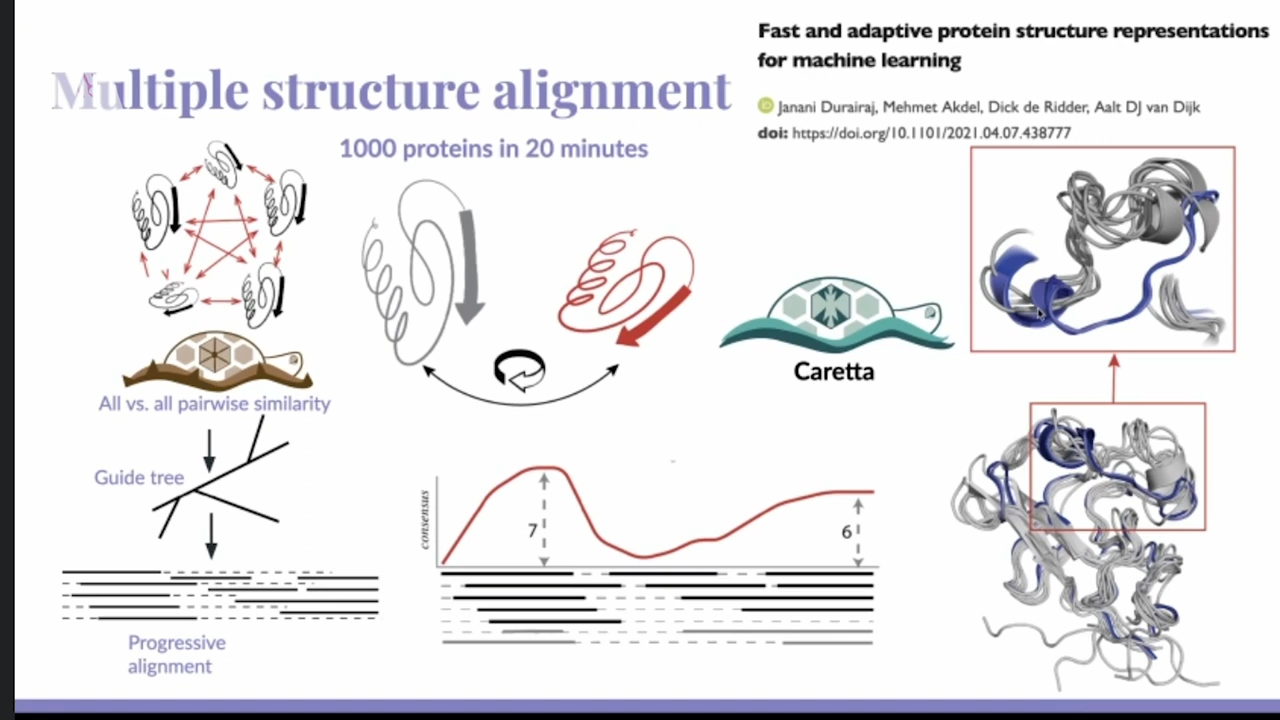 Fast and adaptive protein structure representations
for machine learning
Janani Durairaj, Mehmet Akdel, Dick de Ridder, Aalt DJ van Dijk
doi: https://doi.org/10.1101/2021.04.07.438777
Multiple structure alignment
1000 proteins in 20 minutes
Caretta
All vs. all pairwise similarity
Guide tree
consensus
7
6
Progressive
alignment